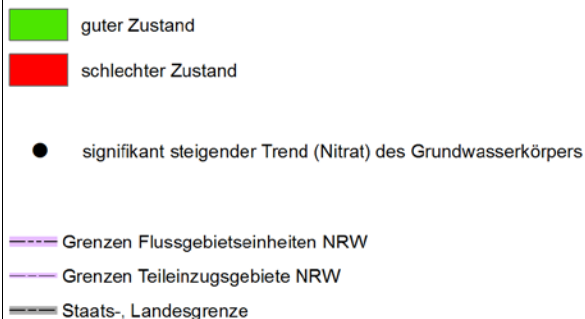 guter Zustand
schlechter Zustand
signifikant steigender Trend (Nitrat) des Grundwasserkörpers
Grenzen Flussgebietseinheiten NRW
Grenzen Teileinzugsgebiete NRW
Staats-, Landesgrenze